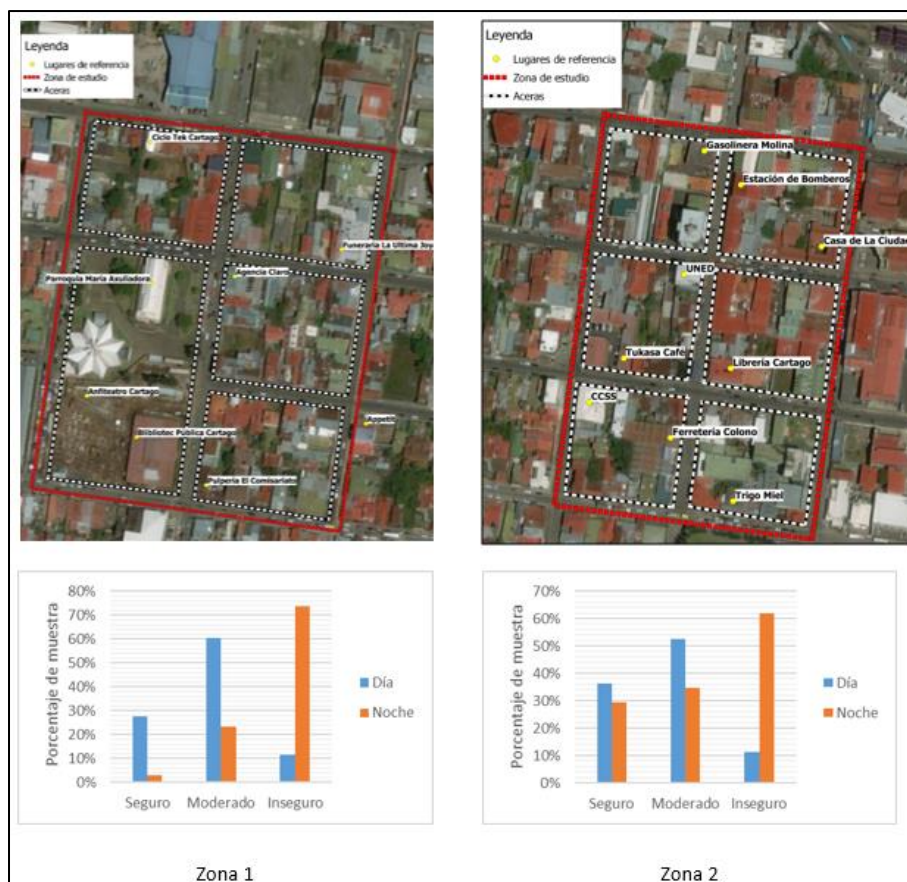 Leyenda
Lugares de referencia
Zona de estudio
Aceras
Ciclo Tek Cartago
Funeraria La Ultima Joy
Agencia Claro
Parroquia María Axuliadora
Anfiteatro Cartago
Bilbliotec Pública Cartago
Pulpería El Comisariato
Leyenda
Lugares de referencia
Zona de estudio
Aceras
Gasolinera Molina
Estación de Bomberos
Casa de La Ciudad
UNED
Tukasa Café
Librería Cartago
CCSS
Ferretería Colono
Trigo Miel
Porcentaje de muestra
80%
70%
60%
50%
40%
30%
20%
10%
0%
Seguro Moderado Inseguro
Día
Noche
Porcentaje de muestra
70%
60%
50%
40%
30%
20%
10%
0%
Seguro Moderado Inseguro
Día
Noche
Zona 1
Zona 2